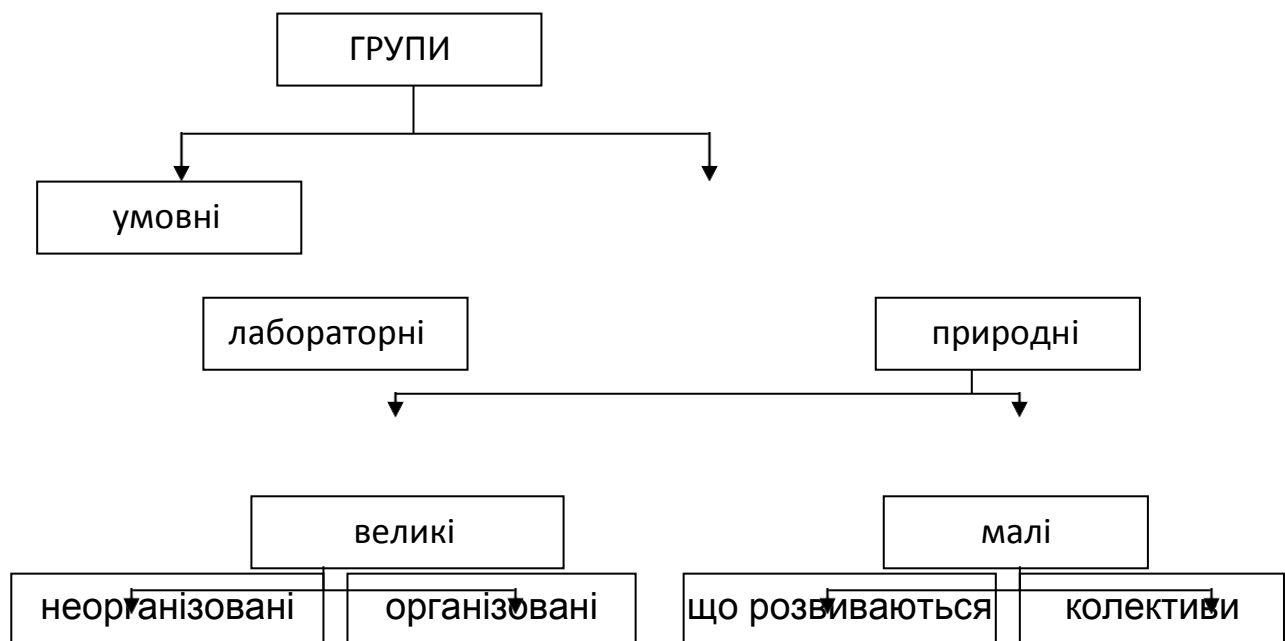 ГРУПИ
умовні
лабораторні
природні
великі
малі
неорганізовані
організовані
що розвиваються
колективи